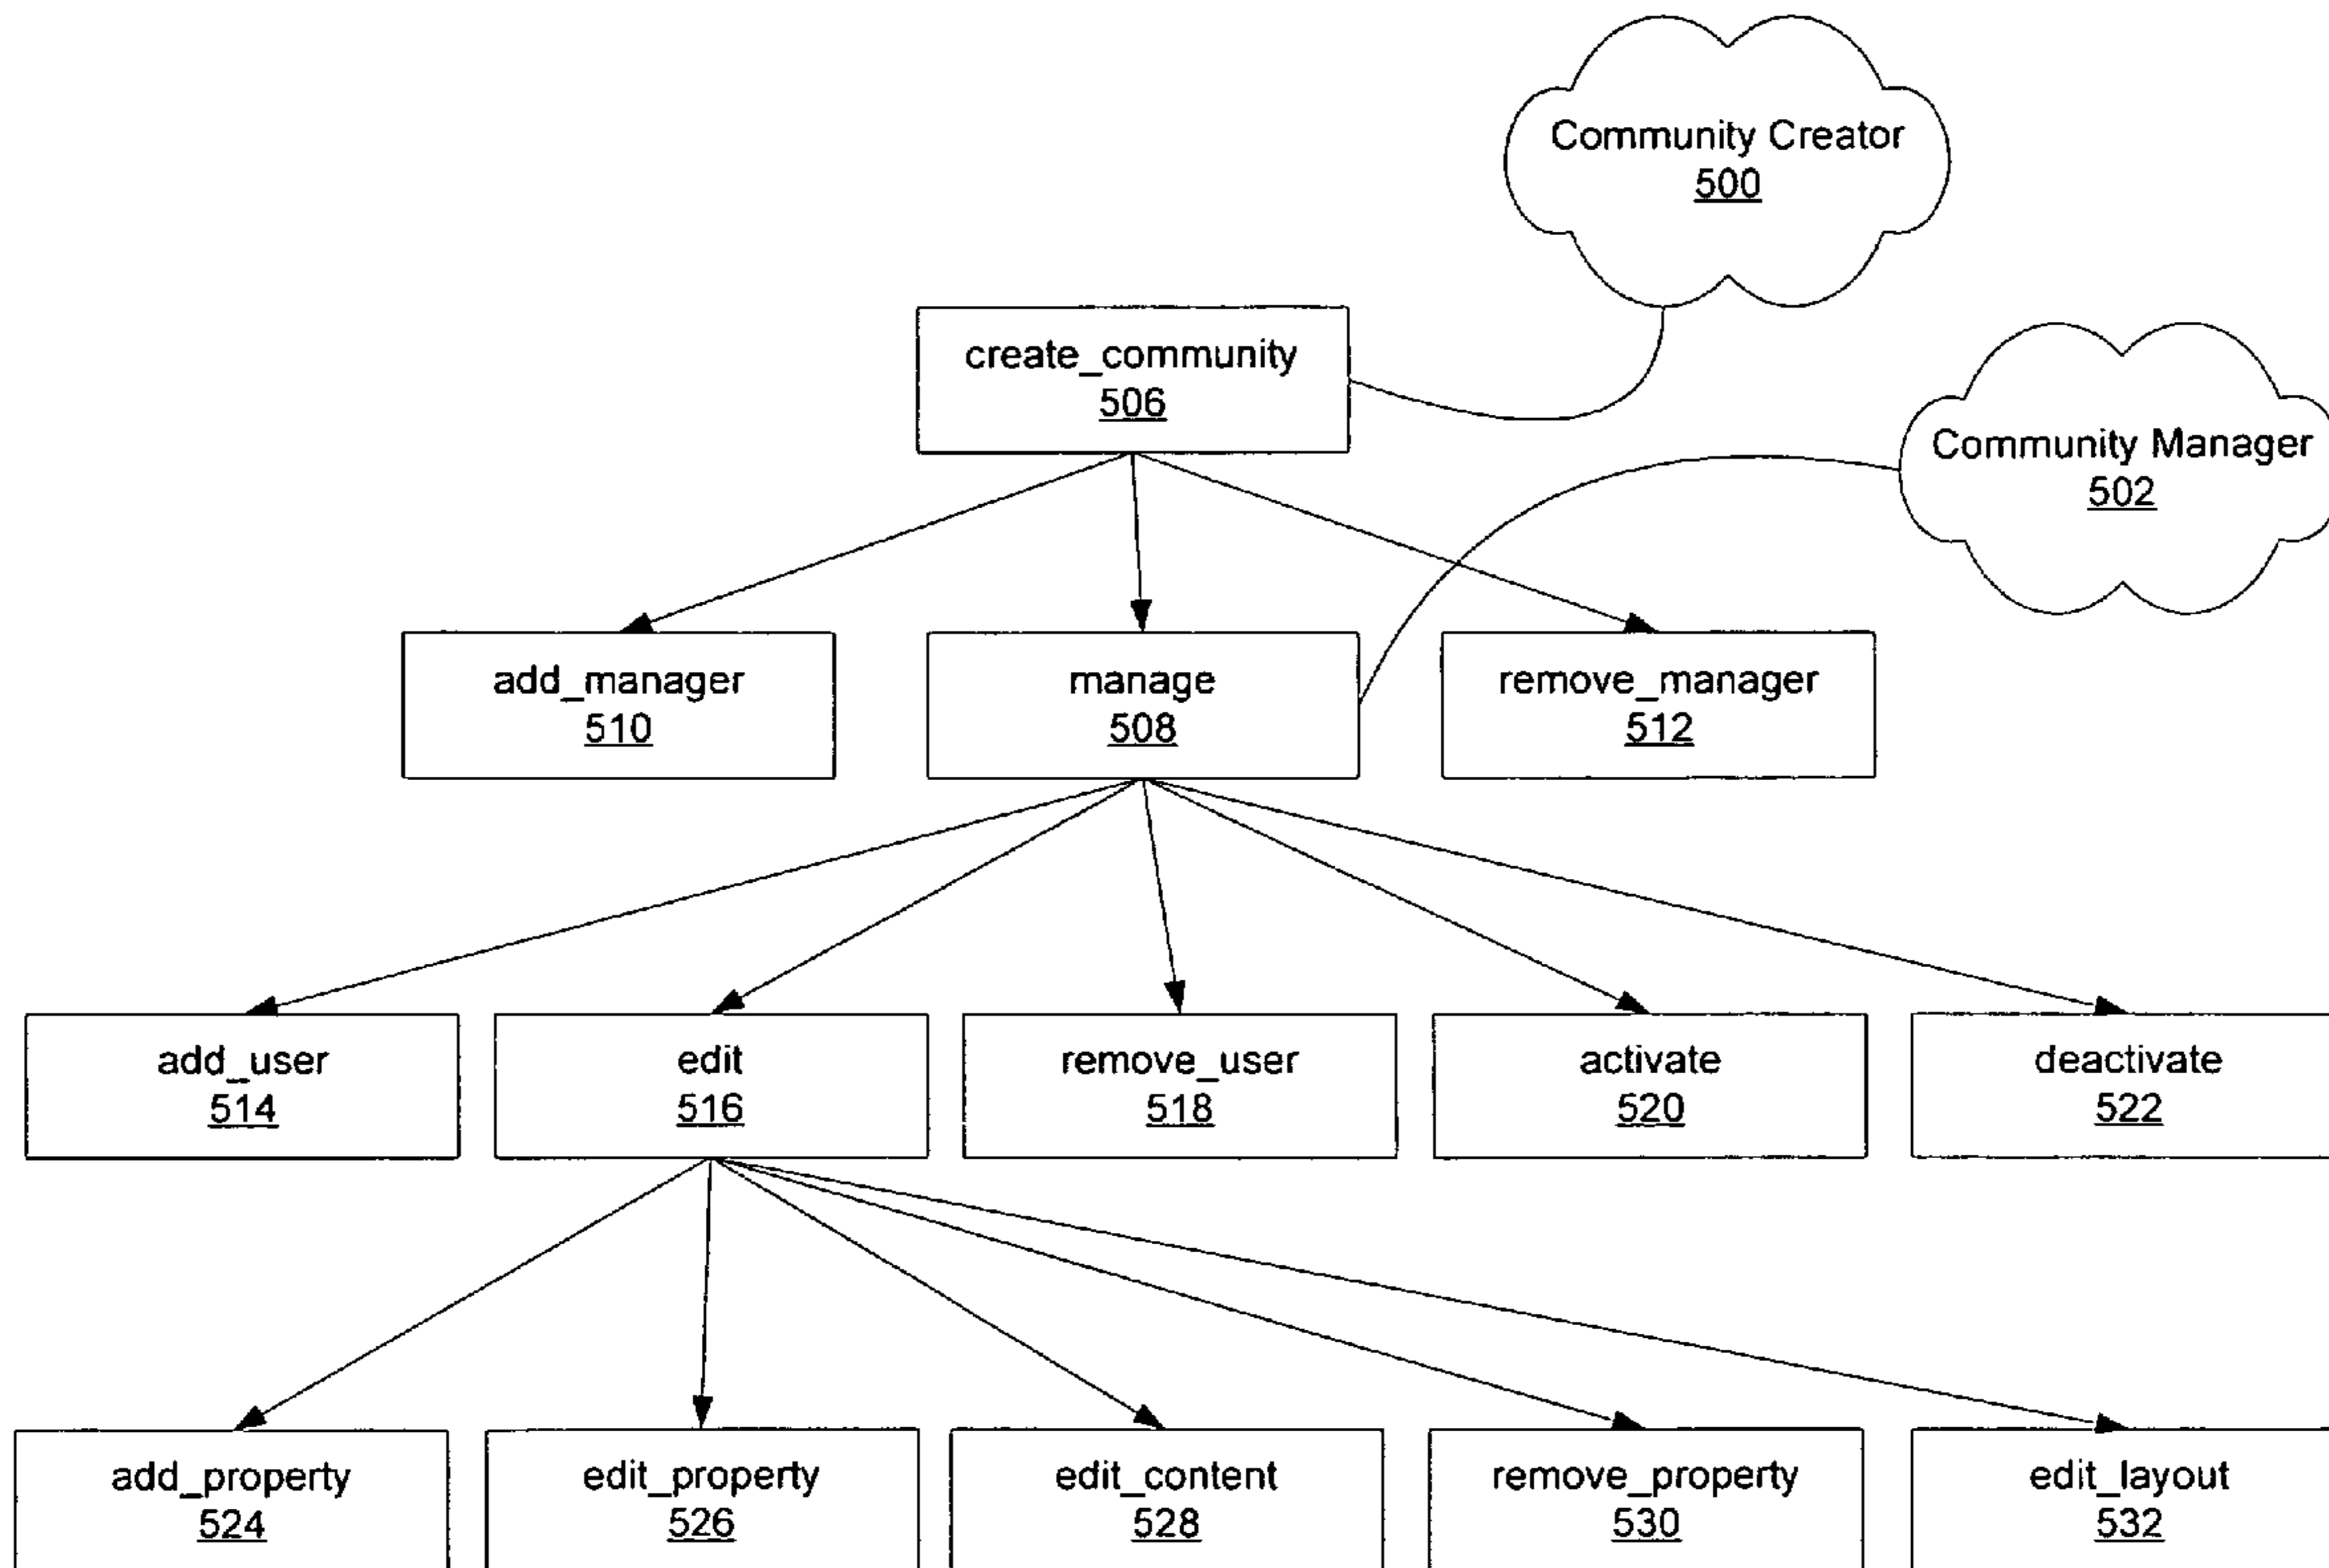 Community Creator
500
create_community
506
Community Manager
502
add_manager
510
manage
508
remove_manager
512
add_user
514
edit
516
remove_user
518
activate
520
deactivate
522
add_property
524
edit_property
526
edit_content
528
remove_property
530
edit_layout
532